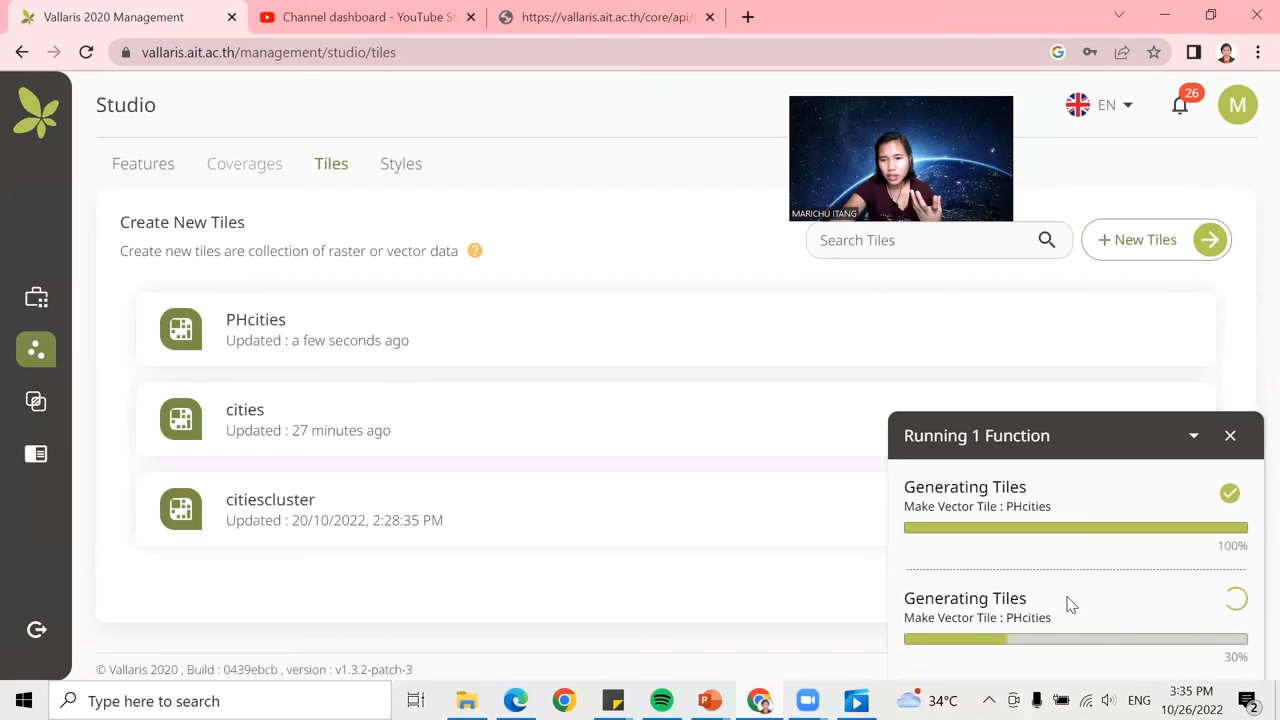 Vallaris 2020 Management
Channel dashboard - YouTube S
https://vallaris.ait.ac.th/core/api/
vallaris.ait.ac.th/management/studio/tiles
Studio
EN
26
M
Features
Coverages
Tiles
Styles
MARICHU ITANG
Create New Tiles
Create new tiles are collection of raster or vector data
?
Search Tiles
+ New Tiles
PHcities
Updated : a few seconds ago
cities
Updated : 27 minutes ago
citiescluster
Updated : 20/10/2022, 2:28:35 PM
Running 1 Function
Generating Tiles
Make Vector Tile : PHcities
100%
Generating Tiles
Make Vector Tile : PHcities
30%
© Vallaris 2020 , Build : 0439ebcb , version : v1.3.2-patch-3
Type here to search
34°C
ENG
3:35 PM
10/26/2022
2